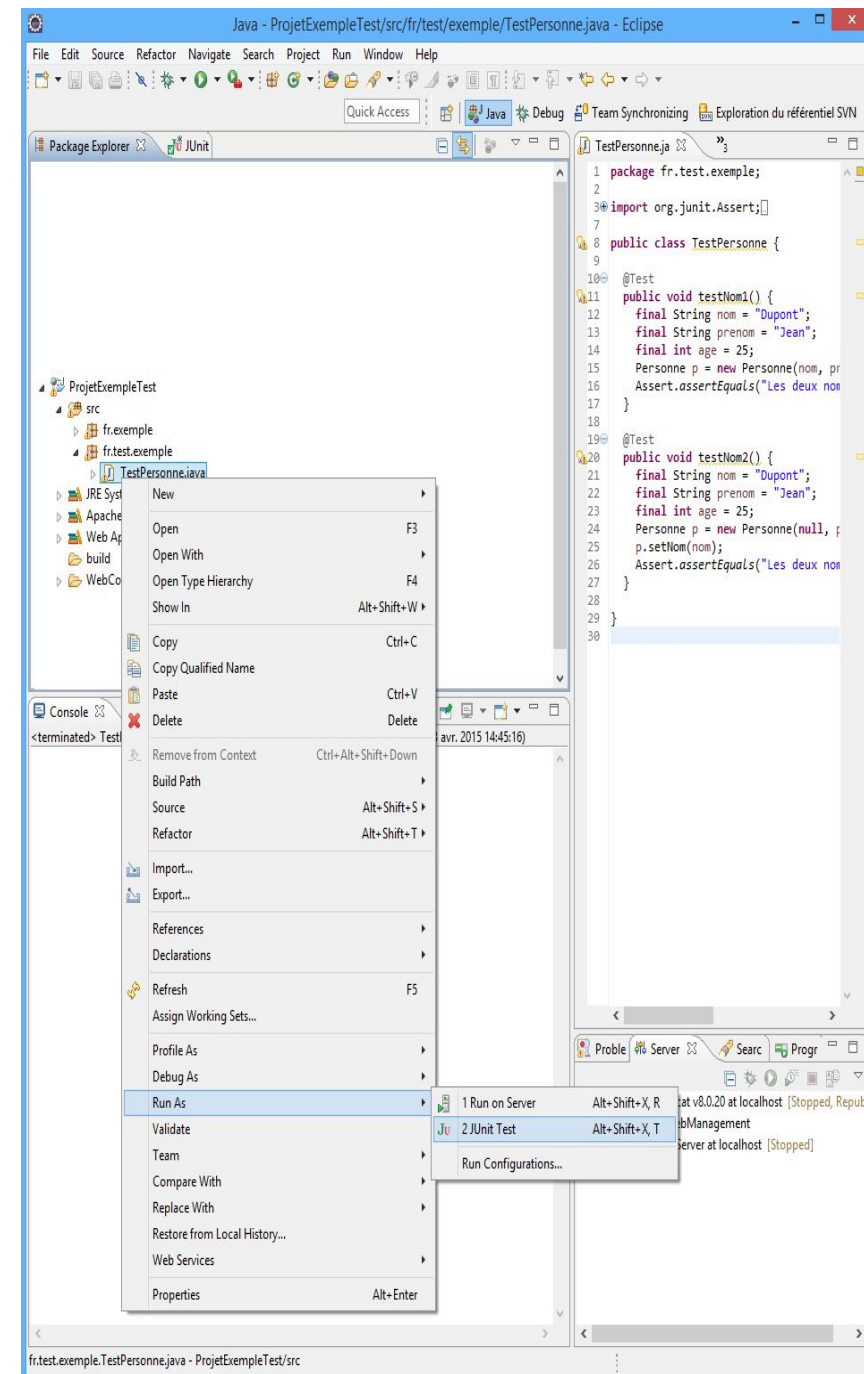 Java - ProjetExempleTest/src/fr/test/exemple/TestPersonne.java - Eclipse
File Edit Source Refactor Navigate Search Project Run Window Help
Quick Access Java Debug Team Synchronizing Exploration du référentiel SVN
Package Explorer JUnit
ProjetExempleTest
src
fr.exemple
fr.test.exemple
TestPersonne.java
JRE Syst
Apache
Web Ap
build
WebCo
New
Open F3
Open With
Open Type Hierarchy F4
Show In Alt+Shift+W
Copy Ctrl+C
Copy Qualified Name
Paste Ctrl+V
Delete Delete
Remove from Context Ctrl+Alt+Shift+Down
Build Path
Source Alt+Shift+S
Refactor Alt+Shift+T
Import...
Export...
References
Declarations
Refresh F5
Assign Working Sets...
Profile As
Debug As
Run As
Validate
Team
Compare With
Replace With
Restore from Local History...
Web Services
Properties Alt+Enter
1 Run on Server Alt+Shift+X, R
2 JUnit Test Alt+Shift+X, T
Run Configurations...
Console
<terminated> Test avr. 2015 14:45:16)
TestPersonne.ja 3
1 package fr.test.exemple;
2
3 import org.junit.Assert;
7
8 public class TestPersonne {
9
10 @Test
11 public void testNom1() {
12 final String nom = "Dupont";
13 final String prenom = "Jean";
14 final int age = 25;
15 Personne p = new Personne(nom, pr
16 Assert.assertEquals("Les deux nom
17 }
18
19 @Test
20 public void testNom2() {
21 final String nom = "Dupont";
22 final String prenom = "Jean";
23 final int age = 25;
24 Personne p = new Personne(null, p
25 p.setNom(nom);
26 Assert.assertEquals("Les deux nom
27 }
28
29 }
30
Proble Server Searc Progr
cat v8.0.20 at localhost [Stopped, Repub
bManagement
Server at localhost [Stopped]
fr.test.exemple.TestPersonne.java - ProjetExempleTest/src